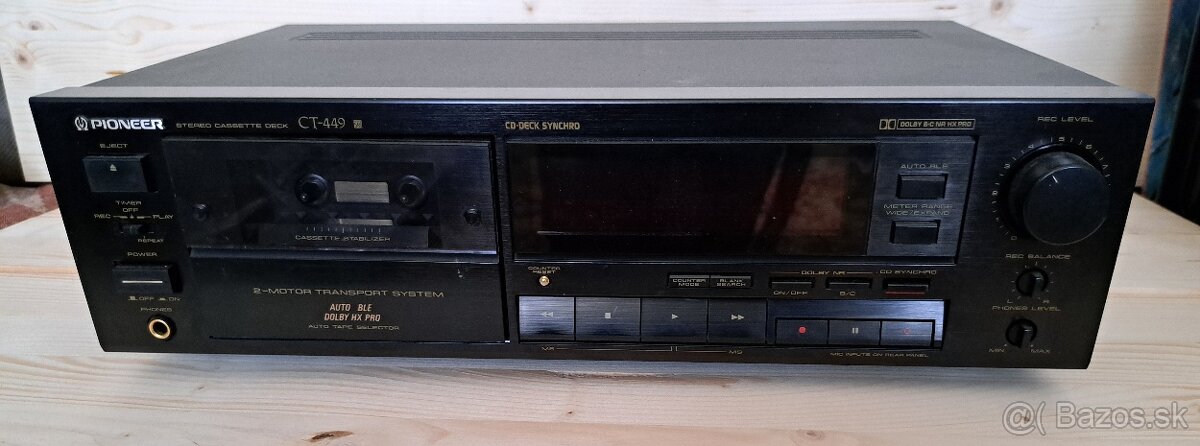 PIONEER STEREO CASSETTE DECK CT-449
CD-DECK SYNCHRO
DOLBY B-C NR HX PRO
REC LEVEL
EJECT
TIMER
OFF
REC PLAY
REPEAT
POWER
OFF ON
PHONES
CASSETTE STABILIZER
2-MOTOR TRANSPORT SYSTEM
AUTO BLE
DOLBY HX PRO
AUTO TAPE SELECTOR
AUTO BLE
METER RANGE
WIDE/EXPAND
COUNTER
RESET
COUNTER
MODE
BLANK
SEARCH
DOLBY NR
ON/OFF
B/C
CD SYNCHRO
MS
MS
MIC INPUTS ON REAR PANEL
REC BALANCE
L R
PHONES LEVEL
MIN MAX
@( Bazos.sk